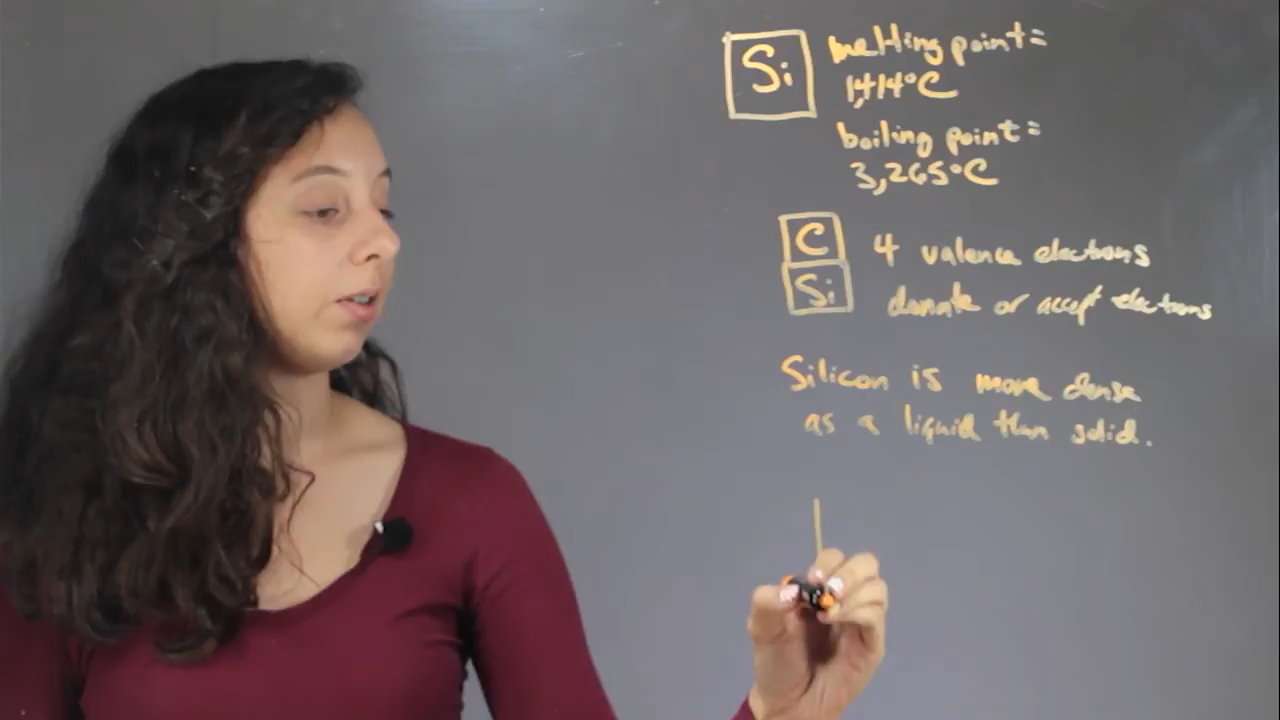 Si
melting point=
1,414°C
boiling point=
3,265°C
C
4 valence electrons
Si
donate or accept electrons
Silicon is more dense
as a liquid than solid.